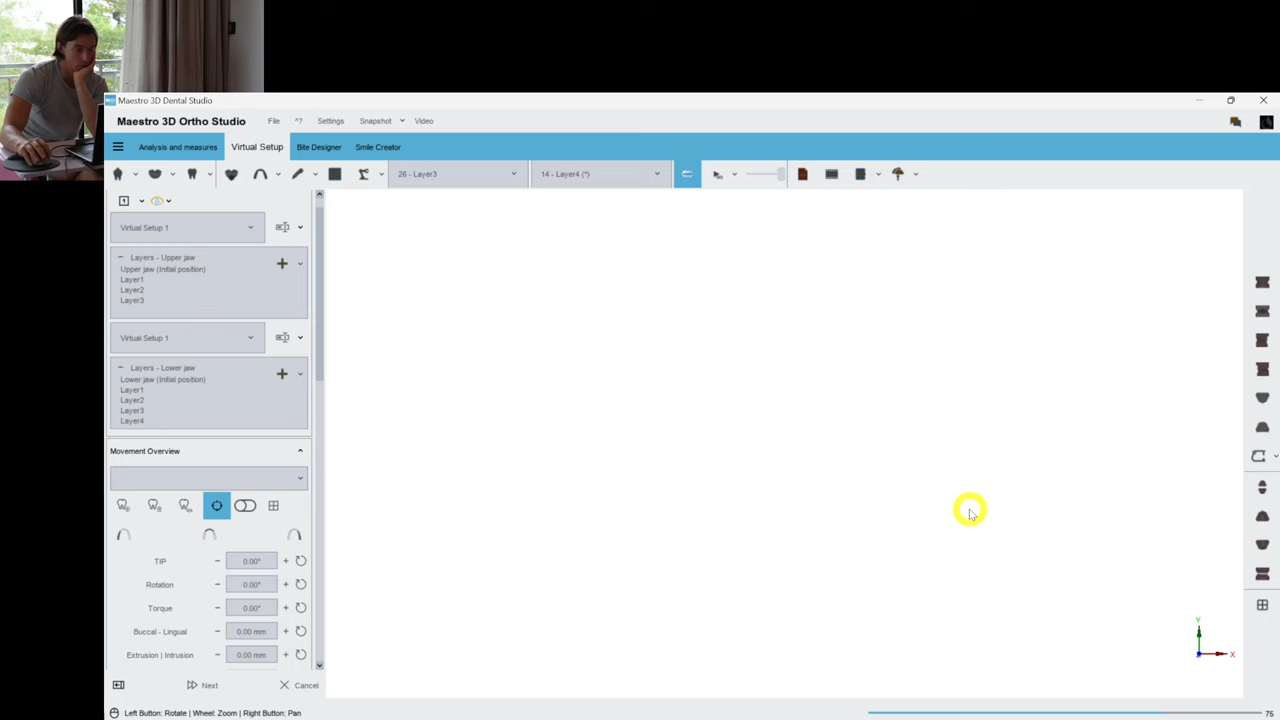 Maestro 3D Dental Studio
Maestro 3D Ortho Studio
File
^?
Settings
Snapshot
Video
Analysis and measures
Virtual Setup
Bite Designer
Smile Creator
26 - Layer3
14 - Layer4 (*)
1
Virtual Setup 1
Layers - Upper jaw
Upper jaw (Initial position)
Layer1
Layer2
Layer3
Virtual Setup 1
Layers - Lower jaw
Lower jaw (Initial position)
Layer1
Layer2
Layer3
Layer4
Movement Overview
TIP
0.00°
Rotation
0.00°
Torque
0.00°
Buccal - Lingual
0.00 mm
Extrusion | Intrusion
0.00 mm
Next
Cancel
Y
X
Left Button: Rotate | Wheel: Zoom | Right Button: Pan
76